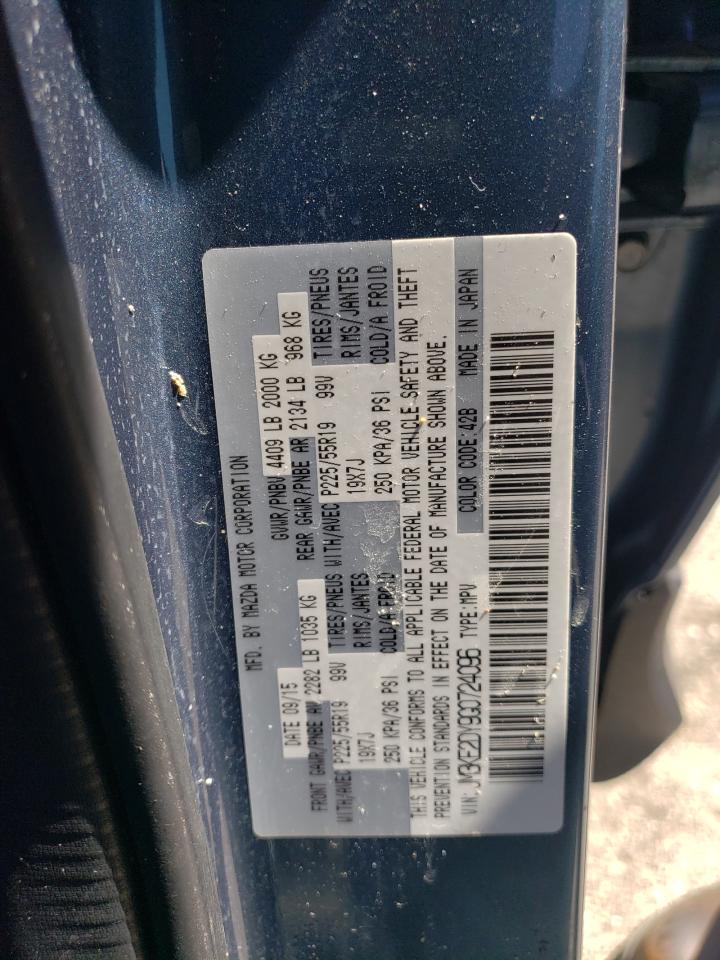 MFD. BY MAZDA MOTOR CORPORATION
DATE 09/15 GVWR/PNBV 4409 LB 2000 KG
FRONT GAWR/PNBE AV 2282 LB 1035 KG REAR GAWR/PNBE AR 2134 LB 968 KG
WITH/AVEC P225/55R19 99V TIRES/PNEUS WITH/AVEC P225/55R19 99V TIRES/PNEUS
19X7J RIMS/JANTES 19X7J RIMS/JANTES
250 KPA/36 PSI COLD/A FROID 250 KPA/36 PSI COLD/A FROID
THIS VEHICLE CONFORMS TO ALL APPLICABLE FEDERAL MOTOR VEHICLE SAFETY AND THEFT
PREVENTION STANDARDS IN EFFECT ON THE DATE OF MANUFACTURE SHOWN ABOVE.
VIN: JM3KE2DY9G0724096 TYPE:MPV COLOR CODE:42B MADE IN JAPAN